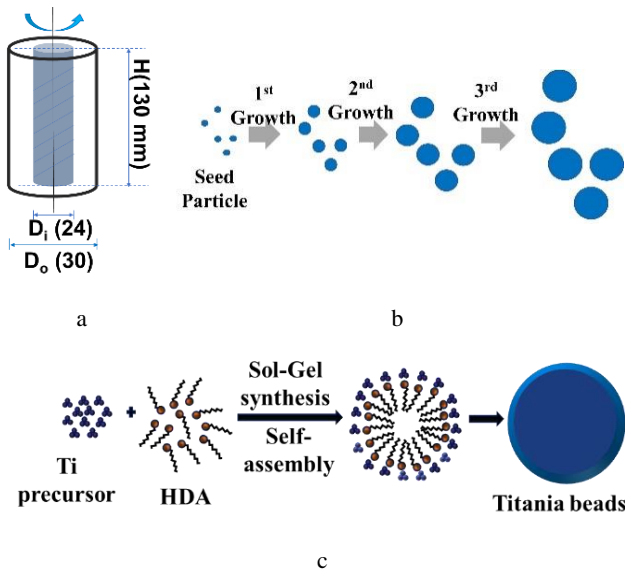 H(130 mm)
Dᵢ (24)
Dₒ (30)
a
Seed
Particle
1ˢᵗ
Growth
2ⁿᵈ
Growth
3ʳᵈ
Growth
b
Ti
precursor
+
HDA
Sol-Gel
synthesis
Self-
assembly
Titania beads
c